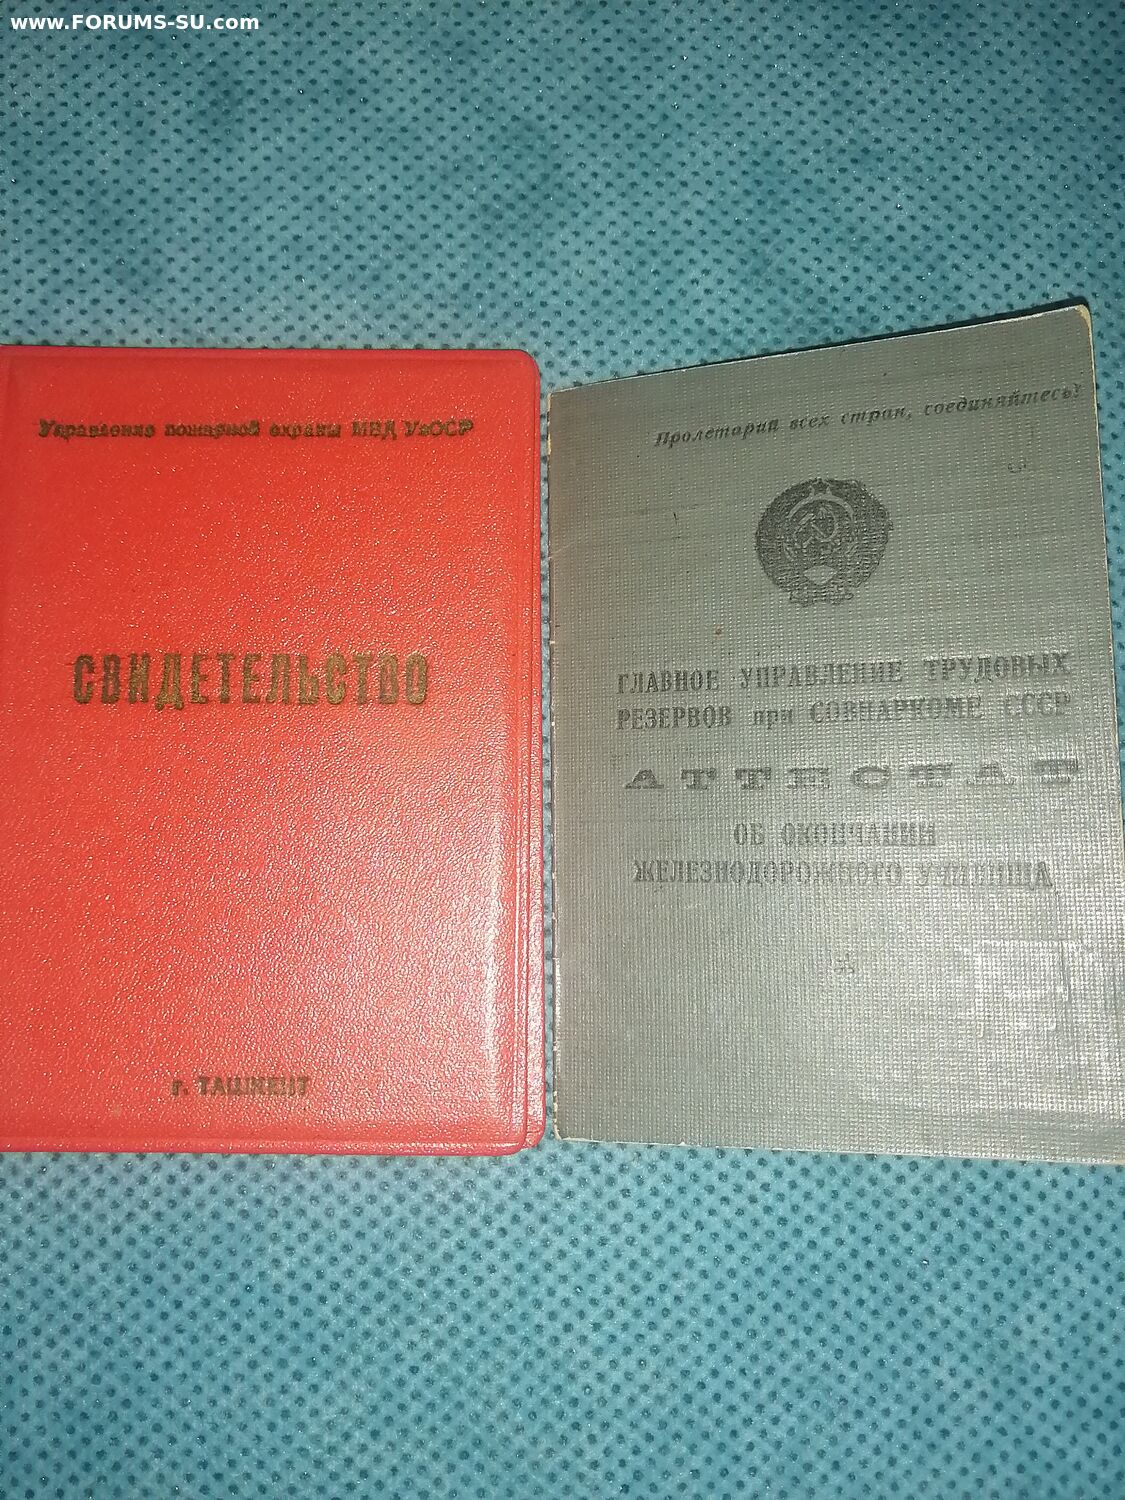 www.FORUMS-SU.com
Управление пожарной охраны МВД УзССР
СВИДЕТЕЛЬСТВО
г. ТАШКЕНТ
Пролетарии всех стран, соединяйтесь!
ГЛАВНОЕ УПРАВЛЕНИЕ ТРУДОВЫХ
РЕЗЕРВОВ при СОВНАРКОМЕ СССР
АТТЕСТАТ
ОБ ОКОНЧАНИИ
ЖЕЛЕЗНОДОРОЖНОГО УЧИЛИЩА